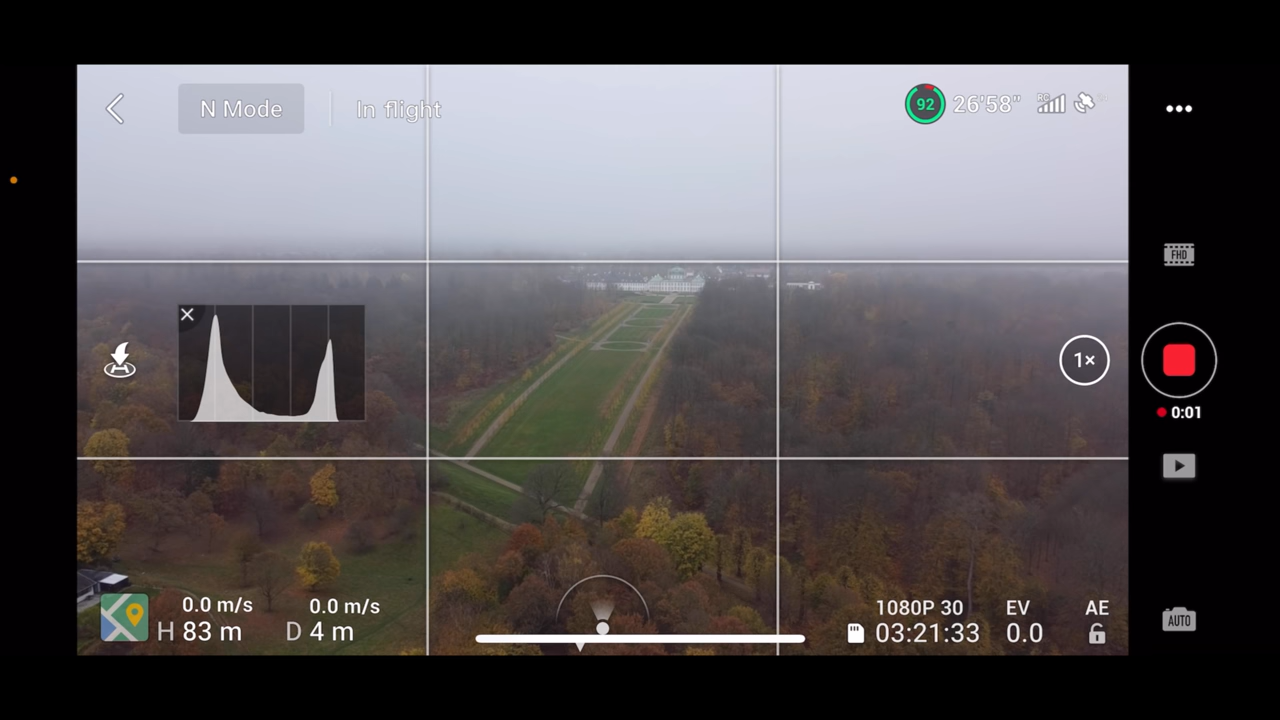 N Mode
In flight
92
26'58"
RC
FHD
1×
0:01
0.0 m/s
0.0 m/s
H 83 m
D 4 m
1080P 30
EV
AE
03:21:33
0.0
AUTO